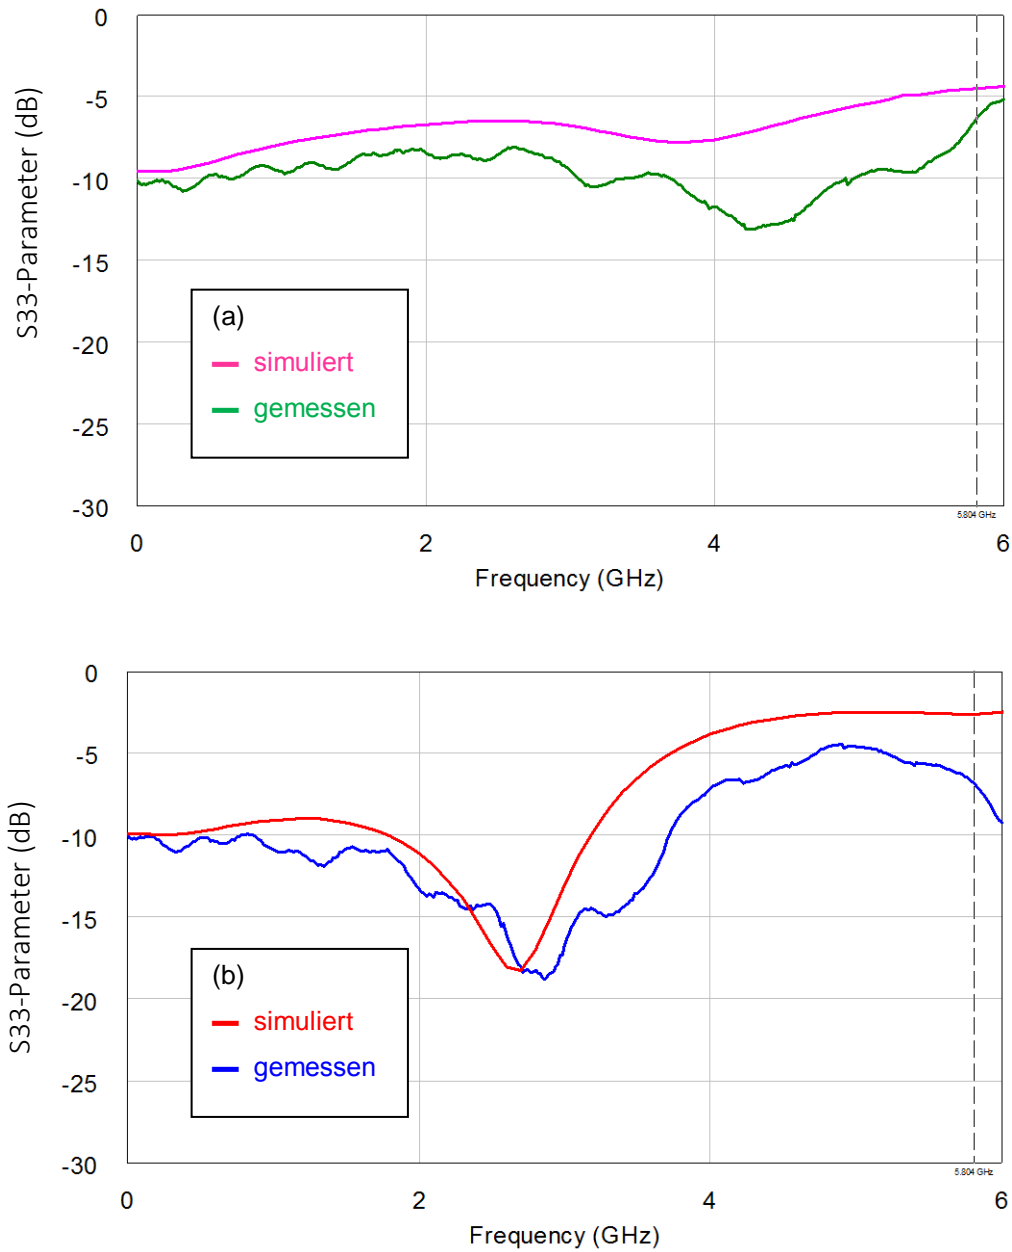 0
-5
-10
-15
-20
-25
-30
S33-Parameter (dB)
(a)
simuliert
gemessen
5.804 GHz
0 2 4 6
Frequency (GHz)
0
-5
-10
-15
-20
-25
-30
S33-Parameter (dB)
(b)
simuliert
gemessen
5.804 GHz
0 2 4 6
Frequency (GHz)